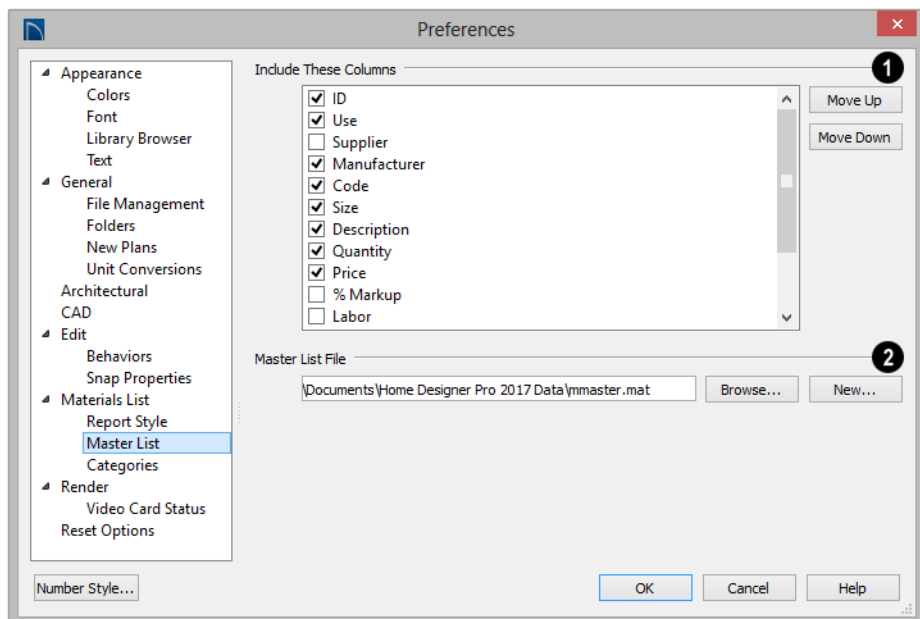 Preferences
Appearance
Colors
Font
Library Browser
Text
General
File Management
Folders
New Plans
Unit Conversions
Architectural
CAD
Edit
Behaviors
Snap Properties
Materials List
Report Style
Master List
Categories
Render
Video Card Status
Reset Options
Include These Columns
1
ID
Use
Supplier
Manufacturer
Code
Size
Description
Quantity
Price
% Markup
Labor
Move Up
Move Down
Master List File
2
\Documents\Home Designer Pro 2017 Data\mmaster.mat
Browse...
New...
Number Style...
OK
Cancel
Help